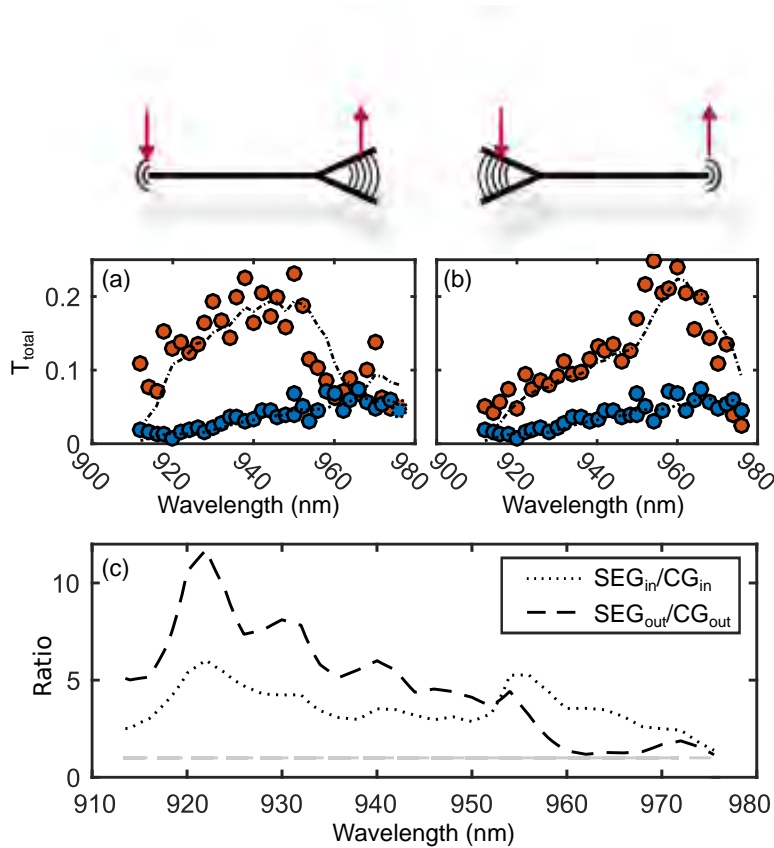 (a)
(b)
T_total
0.2
0.1
0
900
920
940
960
980
900
920
940
960
980
Wavelength (nm)
Wavelength (nm)
(c)
SEG_in/CG_in
SEG_out/CG_out
Ratio
10
5
0
910
920
930
940
950
960
970
980
Wavelength (nm)